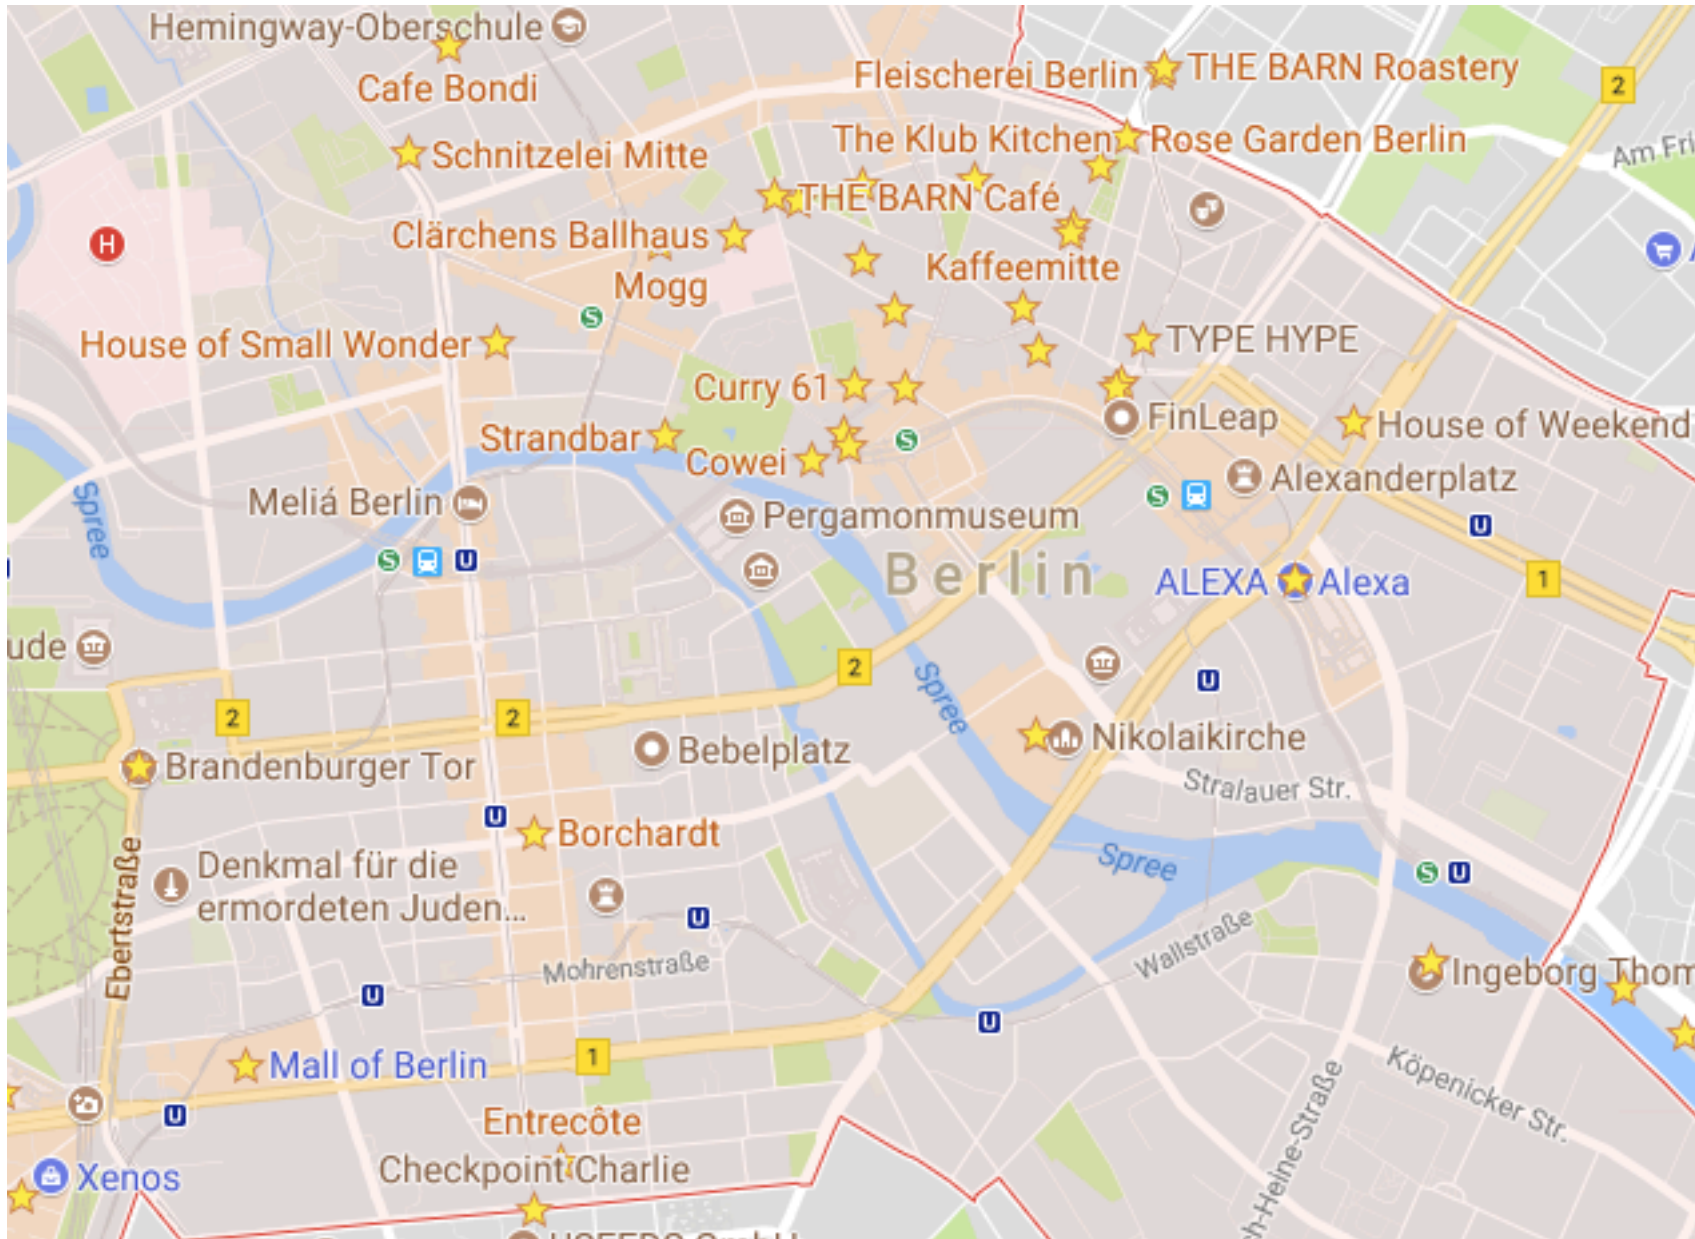 Hemingway-Oberschule
Cafe Bondi
Fleischerei Berlin THE BARN Roastery
2
The Klub Kitchen Rose Garden Berlin
Am Fri
Schnitzelei Mitte
THE BARN Café
H
Clärchens Ballhaus
Kaffeemitte
Mogg
S
House of Small Wonder
TYPE HYPE
Curry 61
FinLeap
House of Weekend
Strandbar
S
Cowei
Alexanderplatz
Meliá Berlin
S
Spree
Pergamonmuseum
U
S U
Berlin
ALEXA Alexa
1
ude
2
U
Spree
2
2
Nikolaikirche
Bebelplatz
Brandenburger Tor
Stralauer Str.
U
Borchardt
Spree
Denkmal für die
ermordeten Juden...
S U
Ebertstraße
U
Wallstraße
Mohrenstraße
Ingeborg Thom
U
U
Mall of Berlin
1
Köpenicker Str.
U
Entrecôte
Checkpoint Charlie
Xenos
ch-Heine-Straße